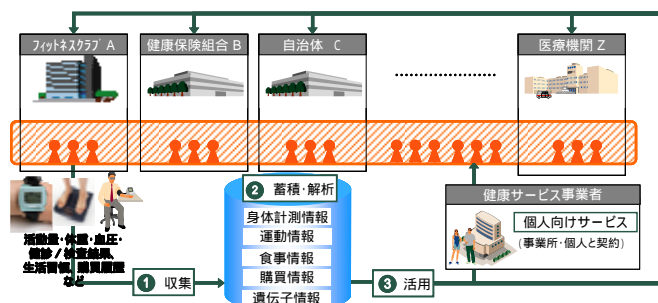 フィットネスクラブ A
健康保険組合 B
自治体 C
医療機関 Z
❷ 蓄積・解析
身体計測情報
運動情報
食事情報
購買情報
遺伝子情報
活動量・体重・血圧・
健診/検査結果、
生活習慣、購買履歴
など
❶ 収集
❸ 活用
健康サービス事業者
個人向けサービス
(事業所・個人と契約)